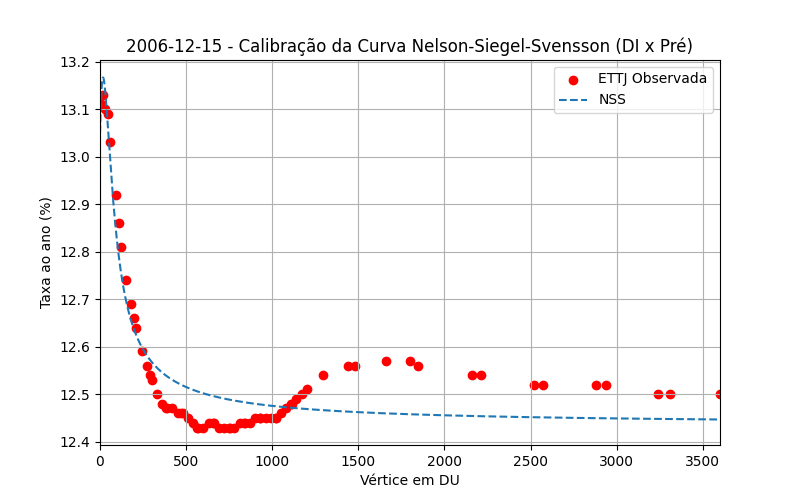 2006-12-15 - Calibração da Curva Nelson-Siegel-Svensson (DI x Pré)
13.2
13.1
13.0
12.9
12.8
12.7
12.6
12.5
12.4
Taxa ao ano (%)
ETTJ Observada
NSS
0 500 1000 1500 2000 2500 3000 3500
Vértice em DU